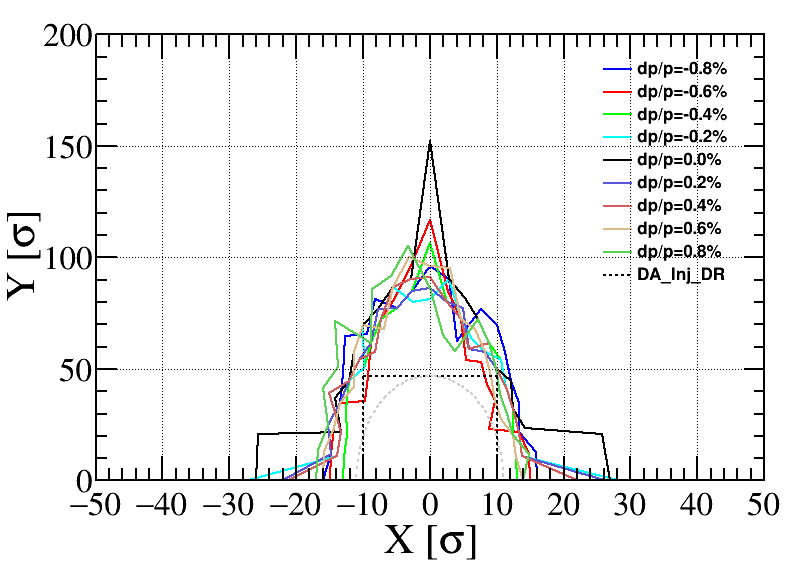 200
150
100
50
0
Y [σ]
dp/p=-0.8%
dp/p=-0.6%
dp/p=-0.4%
dp/p=-0.2%
dp/p=0.0%
dp/p=0.2%
dp/p=0.4%
dp/p=0.6%
dp/p=0.8%
DA_Inj_DR
−50 −40 −30 −20 −10 0 10 20 30 40 50
X [σ]